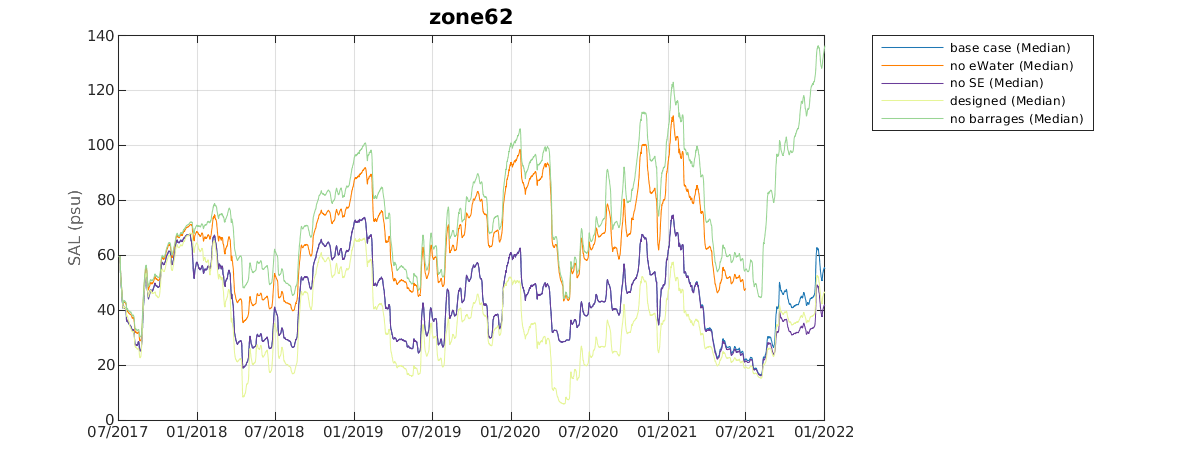 zone62
SAL (psu)
140
120
100
80
60
40
20
0
07/2017 01/2018 07/2018 01/2019 07/2019 01/2020 07/2020 01/2021 07/2021 01/2022
base case (Median)
no eWater (Median)
no SE (Median)
designed (Median)
no barrages (Median)